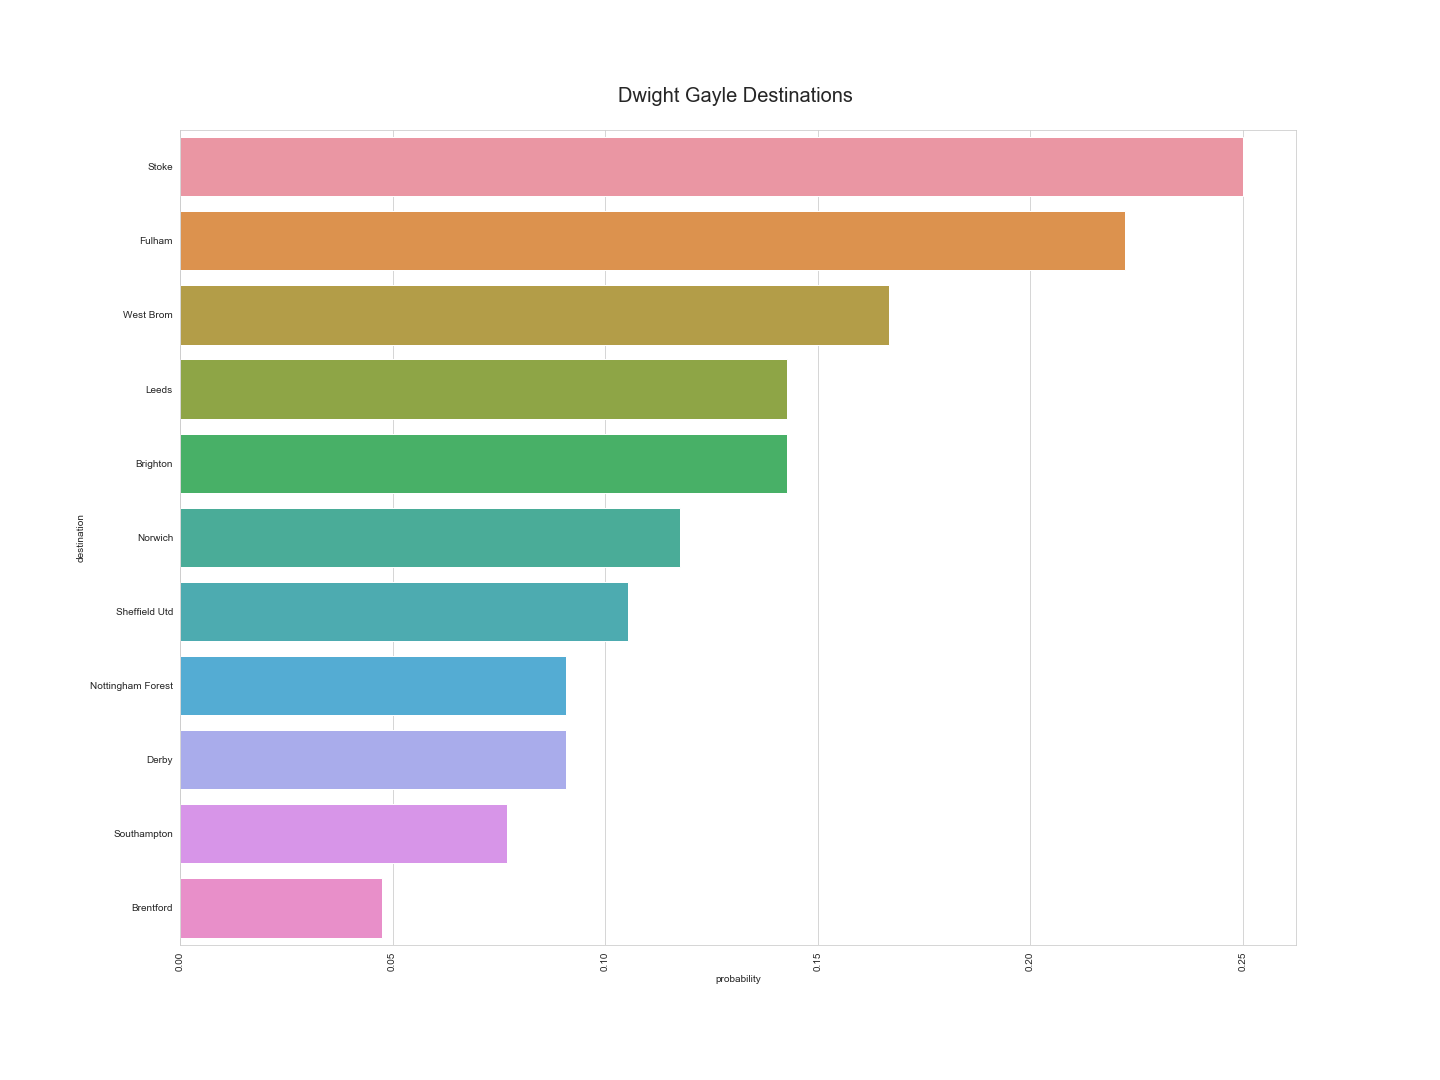 Dwight Gayle Destinations
destination
Stoke
Fulham
West Brom
Leeds
Brighton
Norwich
Sheffield Utd
Nottingham Forest
Derby
Southampton
Brentford
0.00
0.05
0.10
0.15
0.20
0.25
probability